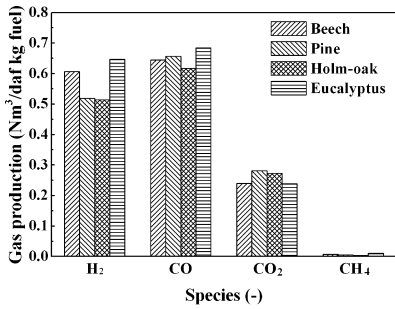 Gas production (Nm³/daf kg fuel)
0.8
0.7
0.6
0.5
0.4
0.3
0.2
0.1
0.0
Beech
Pine
Holm-oak
Eucalyptus
H₂ CO CO₂ CH₄
Species (-)